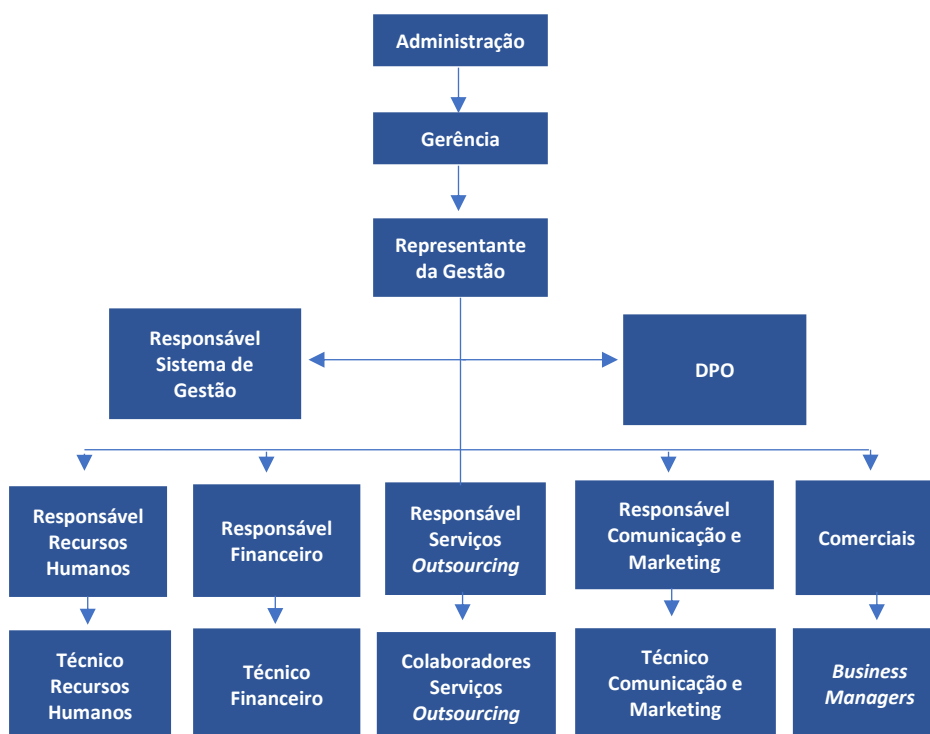 Administração
Gerência
Representante
da Gestão
Responsável
Sistema de
Gestão
DPO
Responsável
Recursos
Humanos
Responsável
Financeiro
Responsável
Serviços
Outsourcing
Responsável
Comunicação e
Marketing
Comerciais
Técnico
Recursos
Humanos
Técnico
Financeiro
Colaboradores
Serviços
Outsourcing
Técnico
Comunicação e
Marketing
Business
Managers